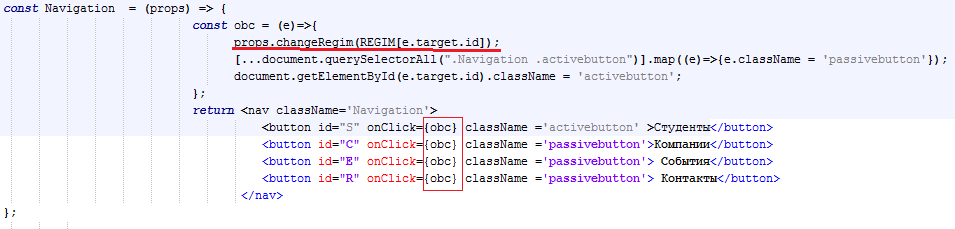 const Navigation  = (props) => {
const obc = (e)=>{
props.changeRegim(REGIM[e.target.id]);
[...document.querySelectorAll(".Navigation .activebutton")].map((e)=>{e.className = 'passivebutton'});
document.getElementById(e.target.id).className = 'activebutton';
};
return <nav className='Navigation'>
<button id="S" onClick={obc} className ='activebutton' >Студенты</button>
<button id="C" onClick={obc} className ='passivebutton'>Компании</button>
<button id="E" onClick={obc} className ='passivebutton'> События</button>
<button id="R" onClick={obc} className ='passivebutton'> Контакты</button>
</nav>
};